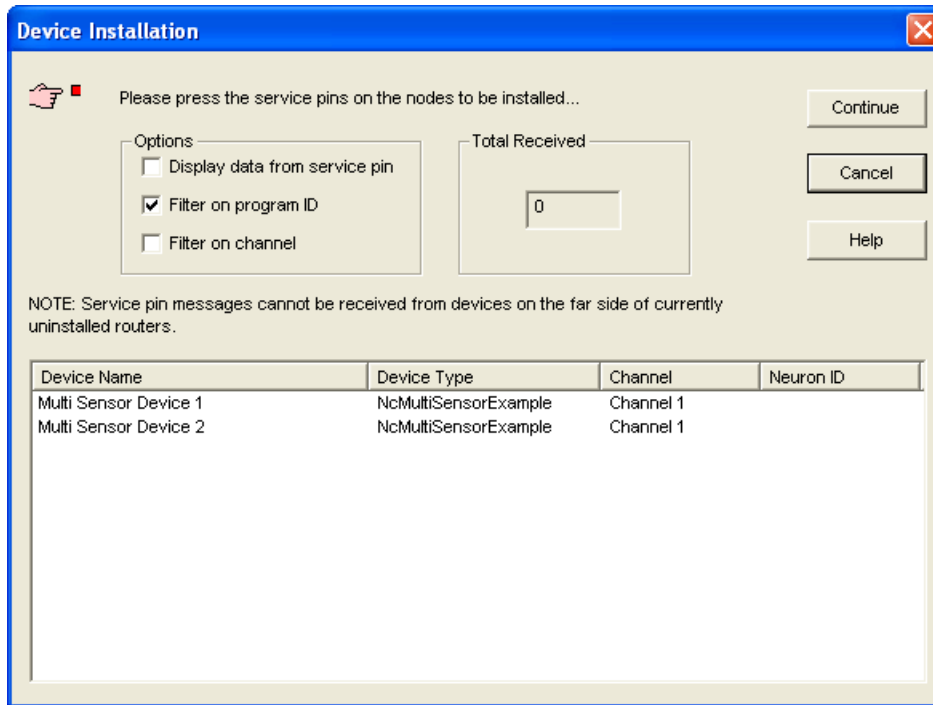 Device Installation
Please press the service pins on the nodes to be installed...
Continue
Options
Total Received
Display data from service pin
Cancel
Filter on program ID
0
Filter on channel
Help
NOTE: Service pin messages cannot be received from devices on the far side of currently
uninstalled routers.
Device Name Device Type Channel Neuron ID
Multi Sensor Device 1 NcMultiSensorExample Channel 1
Multi Sensor Device 2 NcMultiSensorExample Channel 1